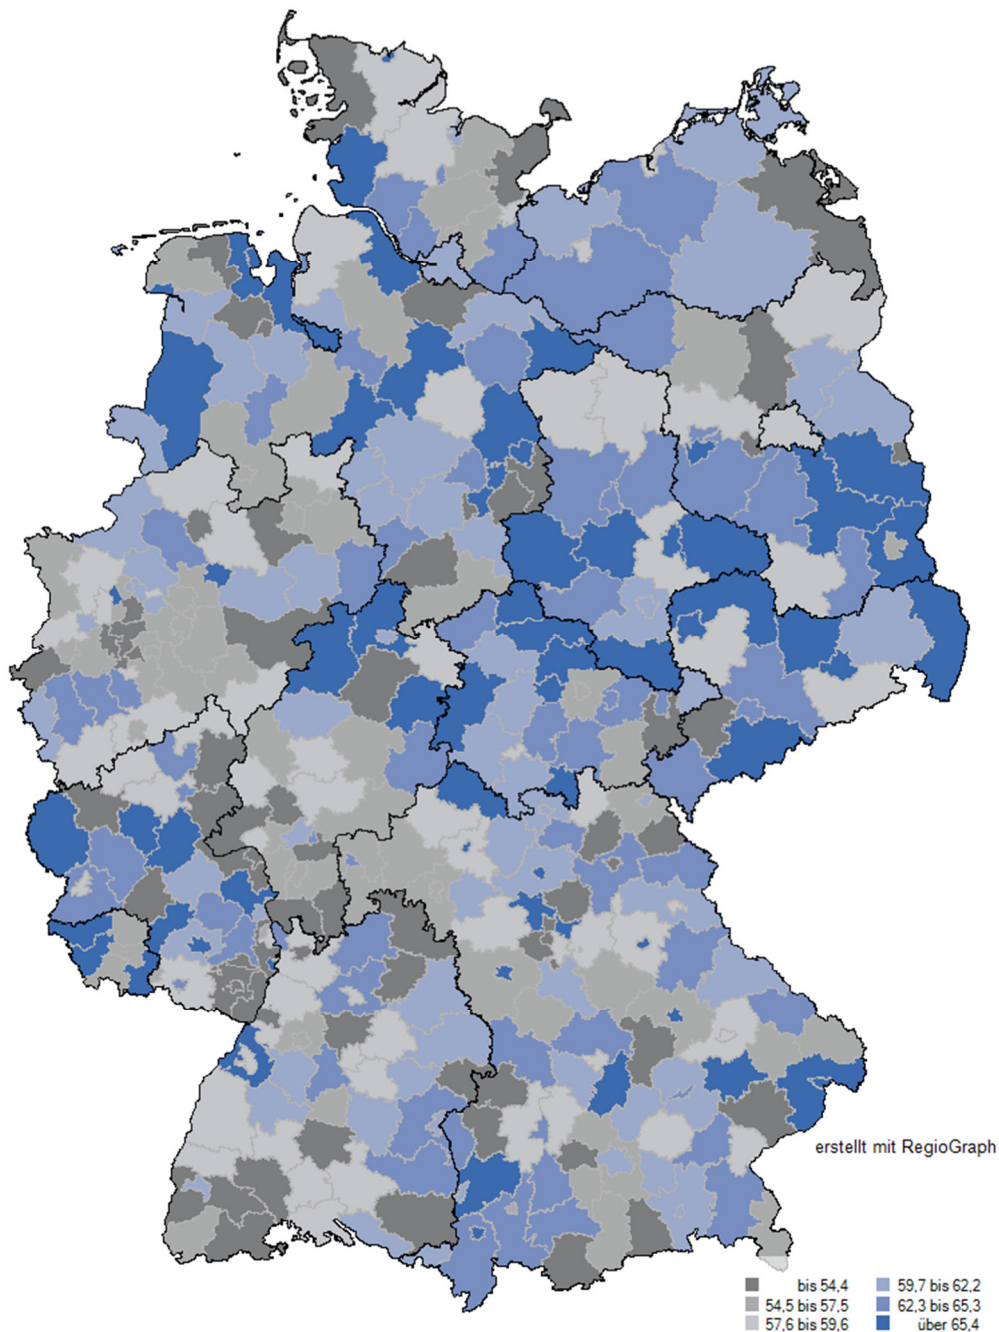 erstellt mit RegioGraph
bis 54,4
54,5 bis 57,5
57,6 bis 59,6
59,7 bis 62,2
62,3 bis 65,3
über 65,4